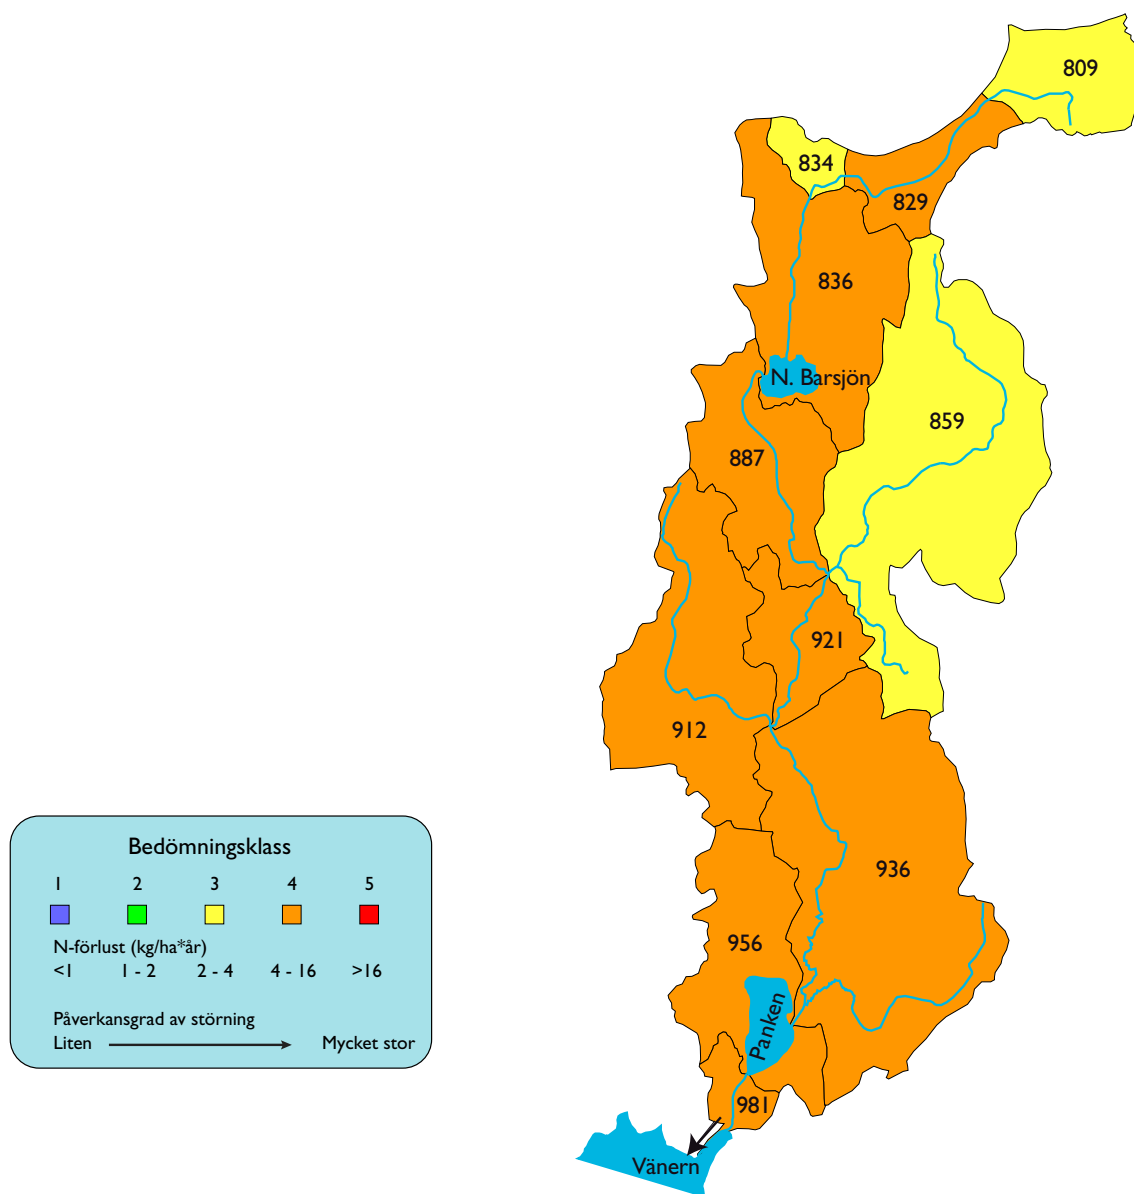 809
834
829
836
N. Barsjön
859
887
921
912
936
956
Panken
981
Vänern
Bedömningsklass
1 2 3 4 5
N-förlust (kg/ha*år)
<1 1 - 2 2 - 4 4 - 16 >16
Påverkansgrad av störning
Liten Mycket stor